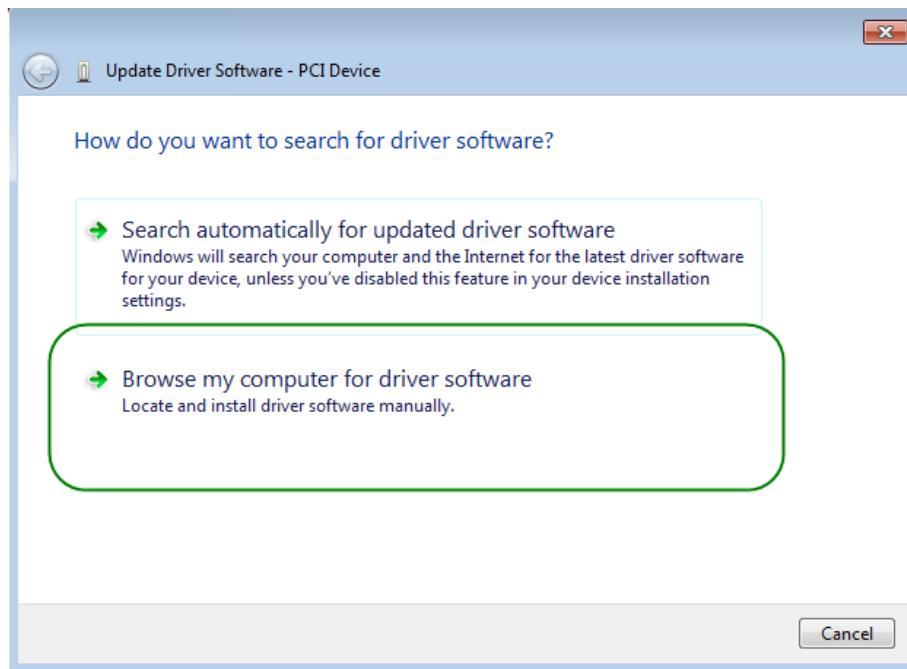 Update Driver Software - PCI Device
How do you want to search for driver software?
Search automatically for updated driver software
Windows will search your computer and the Internet for the latest driver software
for your device, unless you've disabled this feature in your device installation
settings.
Browse my computer for driver software
Locate and install driver software manually.
Cancel